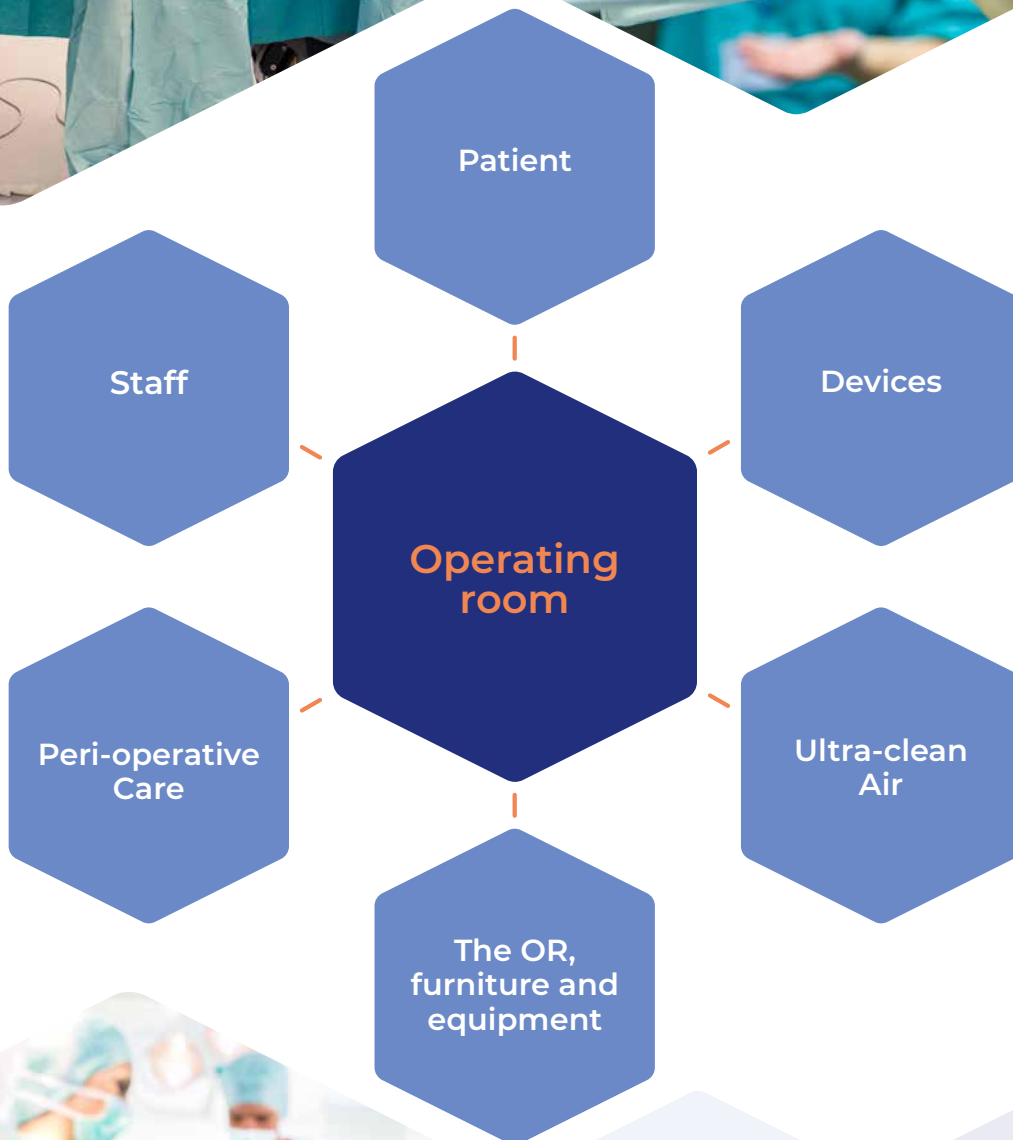 Patient
Staff
Devices
Operating
room
Peri-operative
Care
Ultra-clean
Air
The OR,
furniture and
equipment